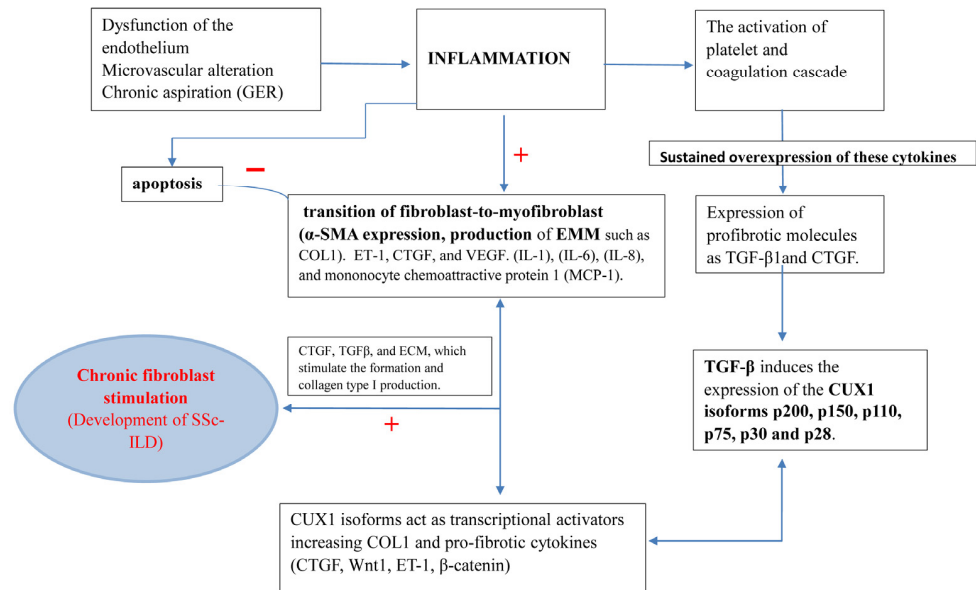 Dysfunction of the
endothelium
Microvascular alteration
Chronic aspiration (GER)
INFLAMMATION
The activation of
platelet and
coagulation cascade
Sustained overexpression of these cytokines
+
−
apoptosis
transition of fibroblast-to-myofibroblast
(α-SMA expression, production of EMM such as
COL1). ET-1, CTGF, and VEGF. (IL-1), (IL-6), (IL-8),
and mononocyte chemoattractive protein 1 (MCP-1).
Expression of
profibrotic molecules
as TGF-β1and CTGF.
CTGF, TGFβ, and ECM, which
stimulate the formation and
collagen type I production.
Chronic fibroblast
stimulation
(Development of SSc-
ILD)
+
TGF-β induces the
expression of the CUX1
isoforms p200, p150, p110,
p75, p30 and p28.
CUX1 isoforms act as transcriptional activators
increasing COL1 and pro-fibrotic cytokines
(CTGF, Wnt1, ET-1, β-catenin)